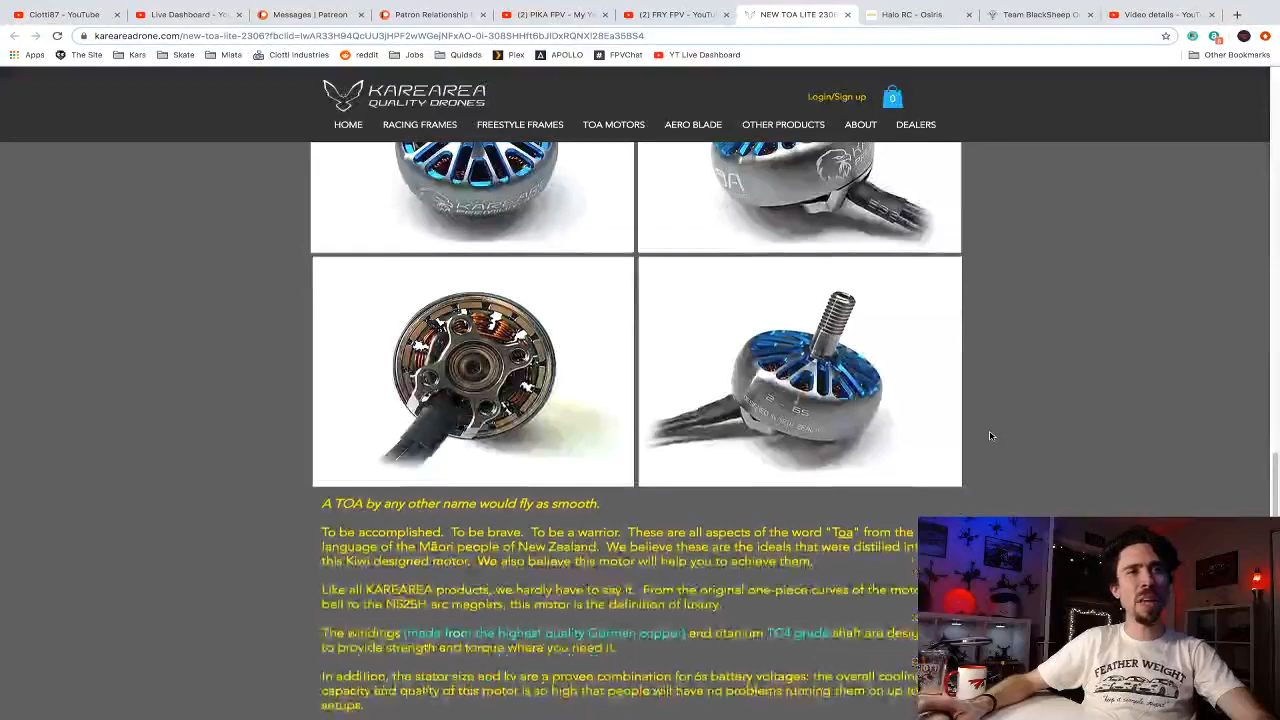 Ciotti87 - YouT
Live Dashboard -
Messages | Patreon
Patron Relationship
(2) PIKA FPV - My Ye
(2) FRY FPV - YouTub
NEW TOA LITE 2306
Halo RC - Osiris
Team BlackSheep O
Video details - YouT
kareareadrone.com/new-toa-lite-2306?fbclid=
Apps The Site Kars Skate Miata Ciotti Industries reddit Jobs Quidads Plex APOLLO FPVChat YT Live Dashboard Other Bookmarks
KAREAREA
QUALITY DRONES
Login/Sign up
0
HOME RACING FRAMES FREESTYLE FRAMES TOA MOTORS AERO BLADE OTHER PRODUCTS ABOUT DEALERS
DESIGNED IN NEW ZEALAND
A TOA by any other name would fly as smooth.
To be accomplished. To be brave. To be a warrior. These are all aspects of the word "Toa" from the
language of the Māori people of New Zealand. We believe these are the ideals that were distilled int
this Kiwi designed motor. We also believe this motor will help you to achieve them.
Like all KAREAREA products, we hardly have to say it. From the original one-piece curves of the moto
bell to the N52SH arc magnets, this motor is the definition of luxury.
The windings (made from the highest quality German copper) and titanium TC4 grade shaft are desig
to provide strength and torque where you need it.
In addition, the stator size and kv are a proven combination for 6s battery voltages: the overall coolin
capacity and quality of this motor is so high that people will have no problems running them on up to
setups.
FEATHER WEIGHT